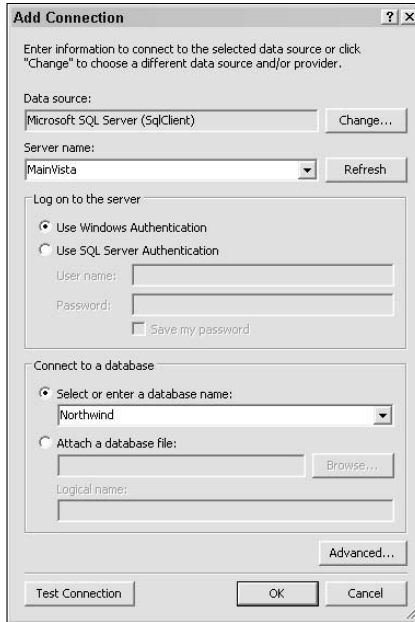 Add Connection
Enter information to connect to the selected data source or click
"Change" to choose a different data source and/or provider.
Data source:
Microsoft SQL Server (SqlClient)
Change...
Server name:
MainVista
Refresh
Log on to the server
Use Windows Authentication
Use SQL Server Authentication
User name:
Password:
Save my password
Connect to a database
Select or enter a database name:
Northwind
Attach a database file:
Browse...
Logical name:
Advanced...
Test Connection
OK
Cancel